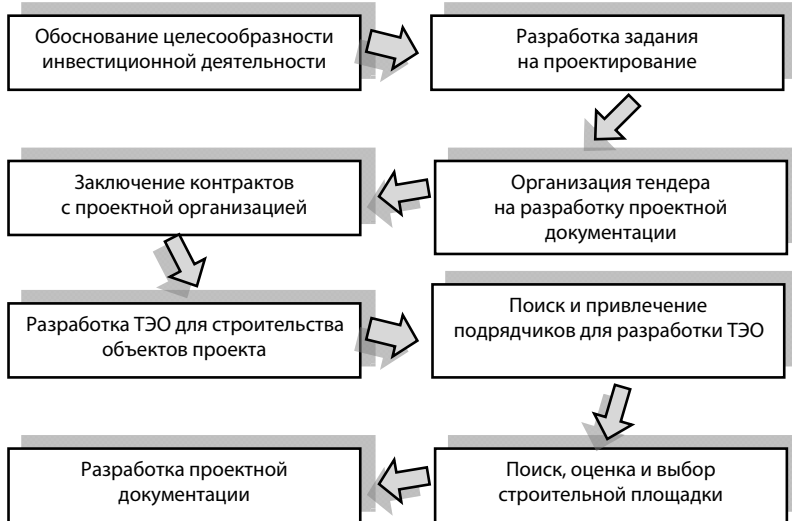 Обоснование целесообразности
инвестиционной деятельности
Разработка задания
на проектирование
Организация тендера
на разработку проектной
документации
Заключение контрактов
с проектной организацией
Разработка ТЭО для строительства
объектов проекта
Поиск и привлечение
подрядчиков для разработки ТЭО
Поиск, оценка и выбор
строительной площадки
Разработка проектной
документации